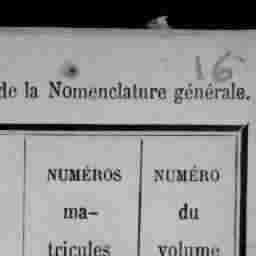 16
de la Nomenclature générale.
NUMÉROS NUMÉRO
ma- du
tricules volume